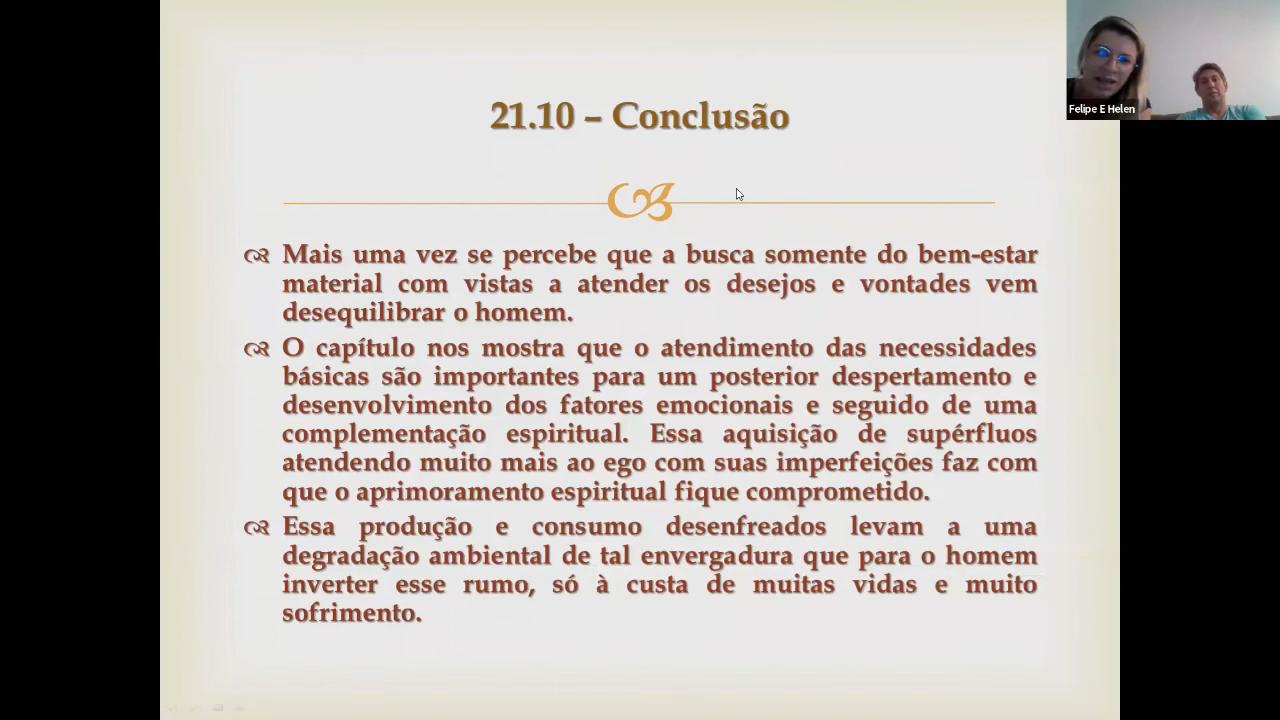 21.10 – Conclusão
Felipe E Helen
Mais uma vez se percebe que a busca somente do bem-estar
material com vistas a atender os desejos e vontades vem
desequilibrar o homem.
O capítulo nos mostra que o atendimento das necessidades
básicas são importantes para um posterior despertamento e
desenvolvimento dos fatores emocionais e seguido de uma
complementação espiritual. Essa aquisição de supérfluos
atendendo muito mais ao ego com suas imperfeições faz com
que o aprimoramento espiritual fique comprometido.
Essa produção e consumo desenfreados levam a uma
degradação ambiental de tal envergadura que para o homem
inverter esse rumo, só à custa de muitas vidas e muito
sofrimento.